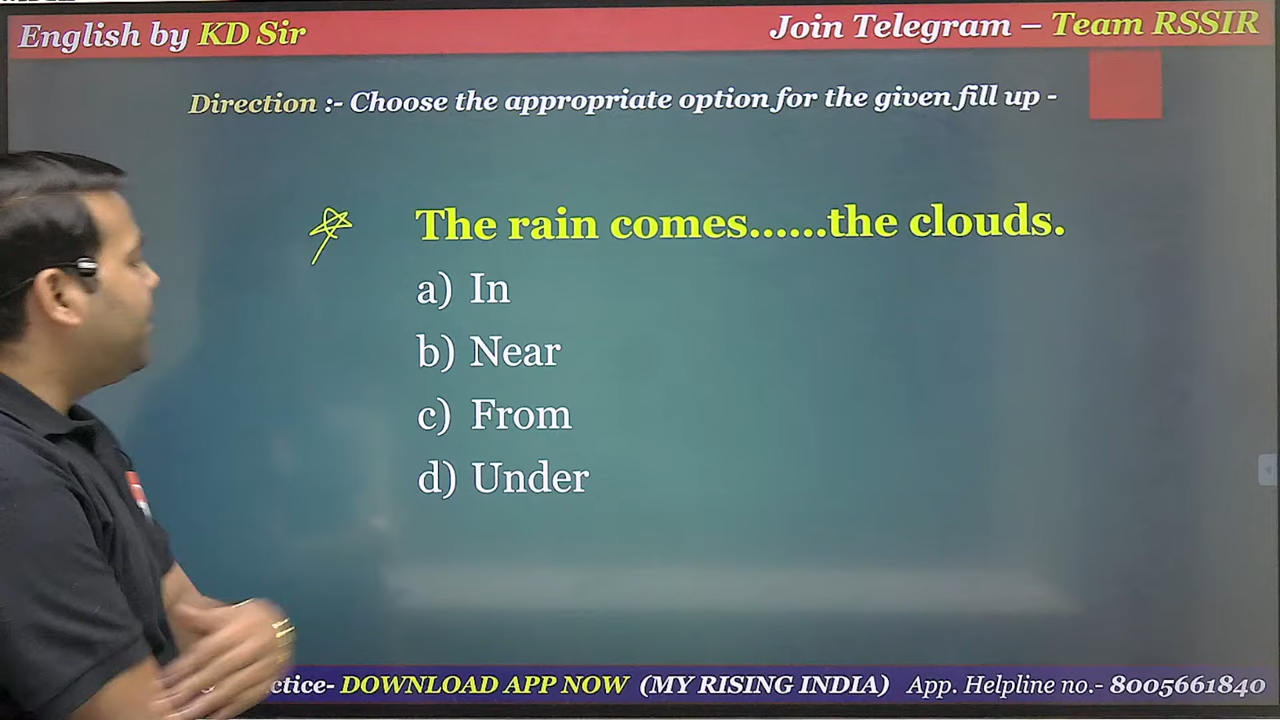 English by KD Sir
Join Telegram – Team RSSIR
Direction :- Choose the appropriate option for the given fill up -
The rain comes......the clouds.
a) In
b) Near
c) From
d) Under
DOWNLOAD APP NOW (MY RISING INDIA) App. Helpline no.- 8005661840